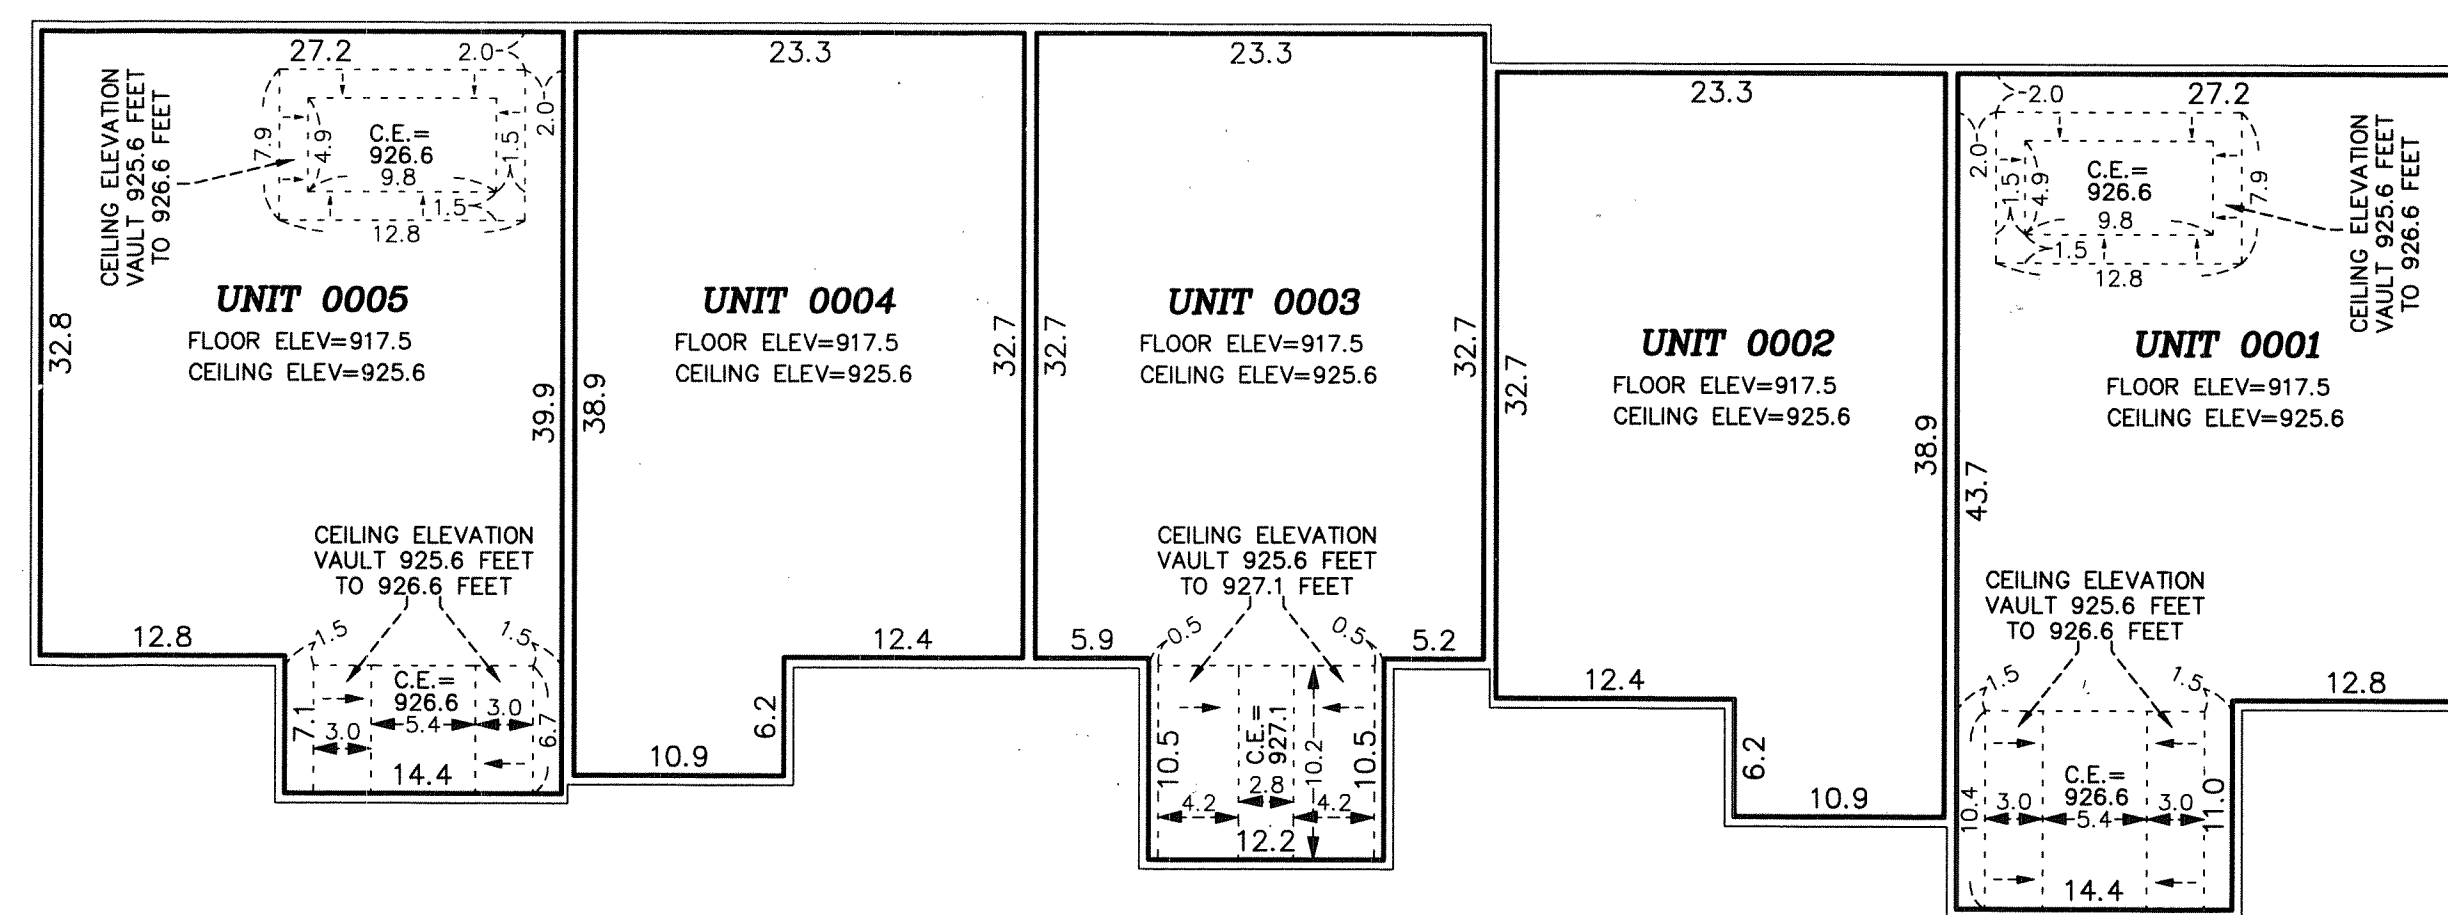 27.2
2.0
2.0
CEILING ELEVATION
VAULT 925.6 FEET
TO 926.6 FEET
7.9
4.9
C.E.=
926.6
9.8
1.5
1.5
12.8
UNIT 0005
FLOOR ELEV=917.5
CEILING ELEV=925.6
32.8
39.9
CEILING ELEVATION
VAULT 925.6 FEET
TO 926.6 FEET
12.8
1.5
1.5
C.E.=
926.6
7.1
3.0
5.4
3.0
6.7
14.4
23.3
UNIT 0004
FLOOR ELEV=917.5
CEILING ELEV=925.6
38.9
32.7
12.4
6.2
10.9
23.3
UNIT 0003
FLOOR ELEV=917.5
CEILING ELEV=925.6
32.7
32.7
CEILING ELEVATION
VAULT 925.6 FEET
TO 927.1 FEET
5.9
0.5
0.5
5.2
C.E.=
927.1
10.5
10.2
10.5
4.2
2.8
4.2
12.2
23.3
UNIT 0002
FLOOR ELEV=917.5
CEILING ELEV=925.6
32.7
38.9
12.4
6.2
10.9
2.0
27.2
2.0
C.E.=
926.6
9.8
1.5
4.9
7.9
1.5
12.8
CEILING ELEVATION
VAULT 925.6 FEET
TO 926.6 FEET
UNIT 0001
FLOOR ELEV=917.5
CEILING ELEV=925.6
43.7
CEILING ELEVATION
VAULT 925.6 FEET
TO 926.6 FEET
1.5
1.5
12.8
C.E.=
926.6
10.4
3.0
5.4
3.0
11.0
14.4